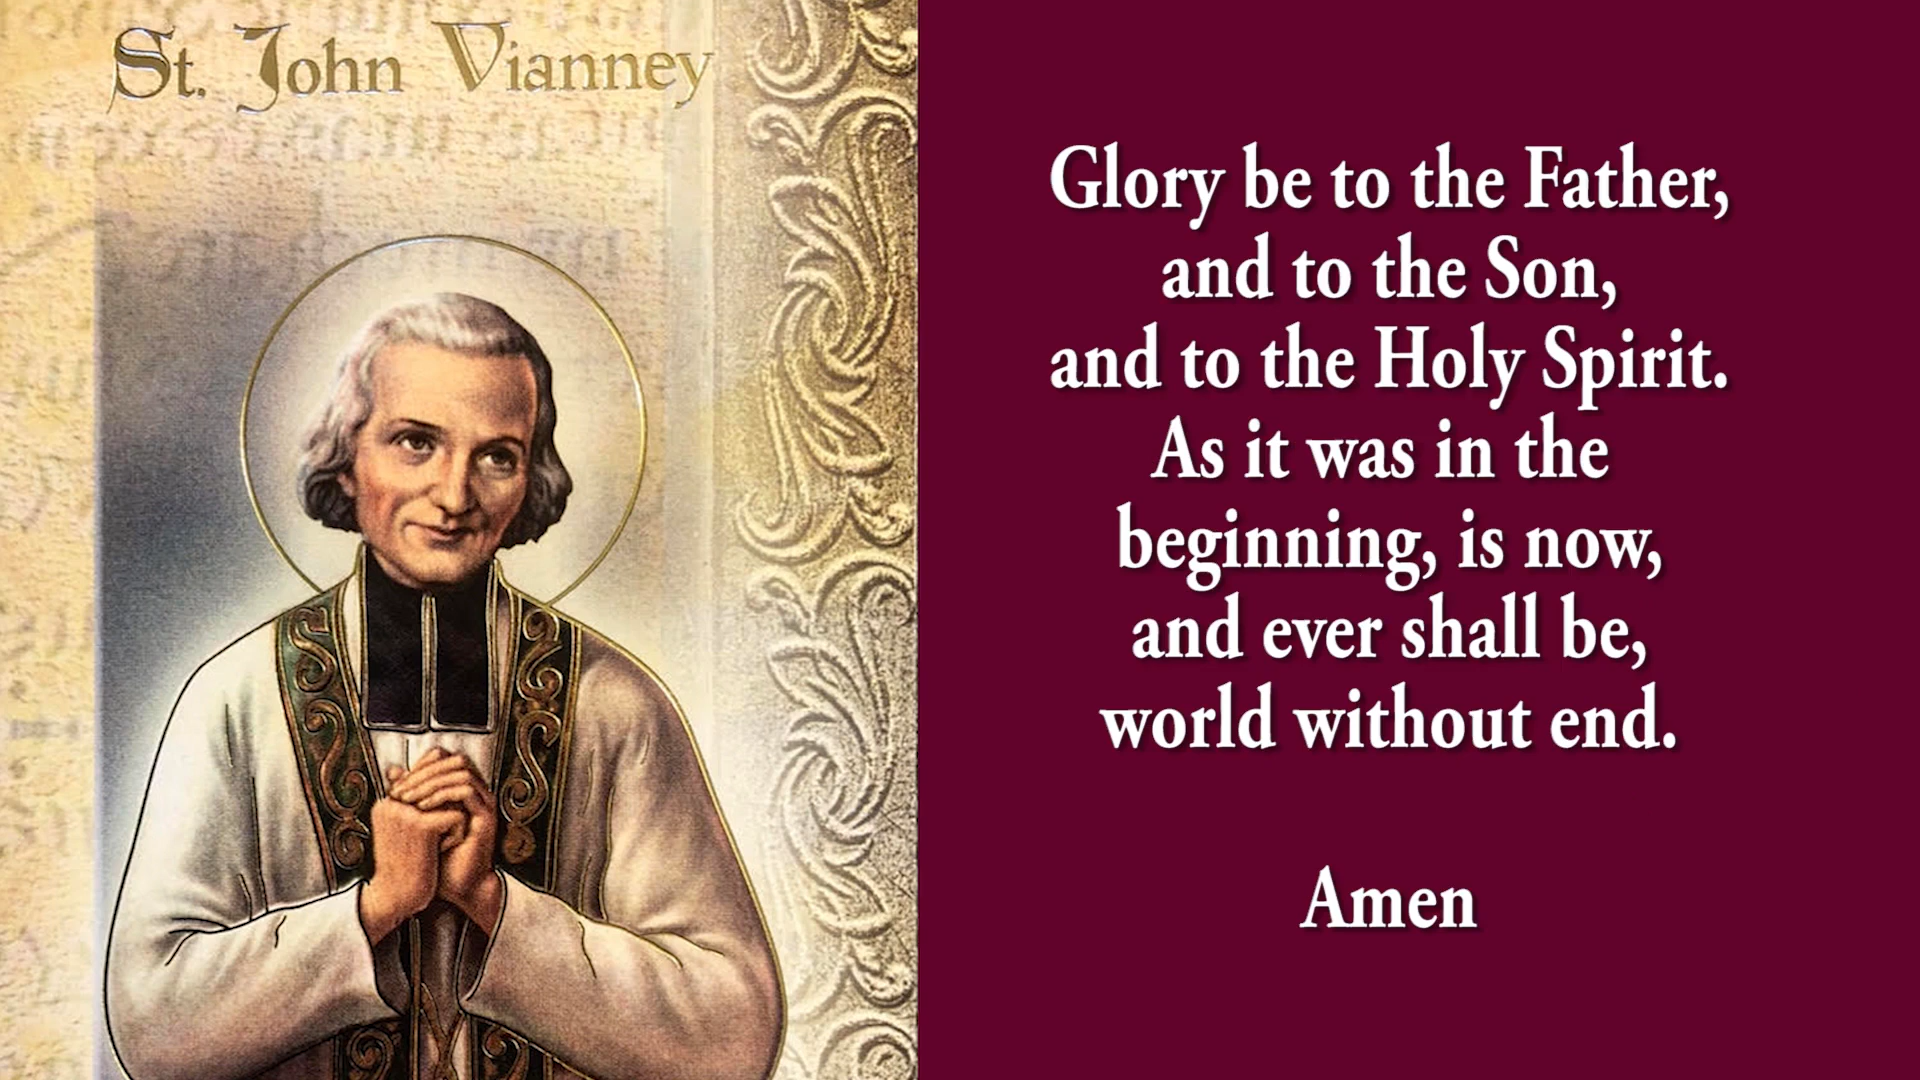 St. John Vianney
Glory be to the Father,
and to the Son,
and to the Holy Spirit.
As it was in the
beginning, is now,
and ever shall be,
world without end.
Amen